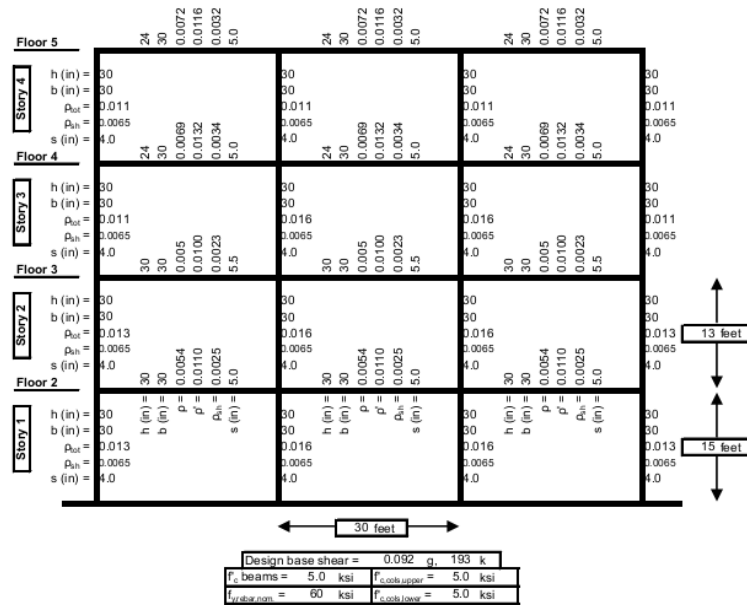 24 30 0.0072 0.0116 0.0032 5.0 24 30 0.0072 0.0116 0.0032 5.0 24 30 0.0072 0.0116 0.0032 5.0
Floor 5
Story 4
h (in) = 30 30 30 30
b (in) = 30 30 30 30
ρtot = 0.011 0.011 0.011 0.011
ρsh = 0.0065 0.0065 0.0065 0.0065
s (in) = 4.0 4.0 4.0 4.0
24 30 0.0069 0.0132 0.0034 5.0 24 30 0.0069 0.0132 0.0034 5.0 24 30 0.0069 0.0132 0.0034 5.0
Floor 4
Story 3
h (in) = 30 30 30 30
b (in) = 30 30 30 30
ρtot = 0.011 0.016 0.016 0.011
ρsh = 0.0065 0.0065 0.0065 0.0065
s (in) = 4.0 4.0 4.0 4.0
30 30 0.005 0.0100 0.0023 5.5 30 30 0.005 0.0100 0.0023 5.5 30 30 0.005 0.0100 0.0023 5.5
Floor 3
Story 2
h (in) = 30 30 30 30
b (in) = 30 30 30 30
ρtot = 0.013 0.016 0.016 0.013
ρsh = 0.0065 0.0065 0.0065 0.0065
s (in) = 4.0 4.0 4.0 4.0
13 feet
h (in) = 30 b (in) = 30 ρ = 0.0054 ρ' = 0.0110 ρsh = 0.0025 s (in) = 5.0 h (in) = 30 b (in) = 30 ρ = 0.0054 ρ' = 0.0110 ρsh = 0.0025 s (in) = 5.0 h (in) = 30 b (in) = 30 ρ = 0.0054 ρ' = 0.0110 ρsh = 0.0025 s (in) = 5.0
Floor 2
Story 1
h (in) = 30 30 30 30
b (in) = 30 30 30 30
ρtot = 0.013 0.016 0.016 0.013
ρsh = 0.0065 0.0065 0.0065 0.0065
s (in) = 4.0 4.0 4.0 4.0
15 feet
30 feet
Design base shear = 0.092 g, 193 k
f'c beams = 5.0 ksi f'c,cols,upper = 5.0 ksi
fy,rebar,nom. = 60 ksi f'c,cols,lower = 5.0 ksi